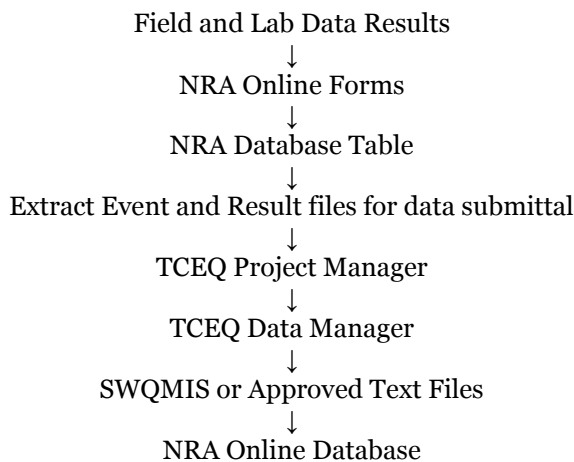 Field and Lab Data Results
↓
NRA Online Forms
↓
NRA Database Table
↓
Extract Event and Result files for data submittal
↓
TCEQ Project Manager
↓
TCEQ Data Manager
↓
SWQMIS or Approved Text Files
↓
NRA Online Database